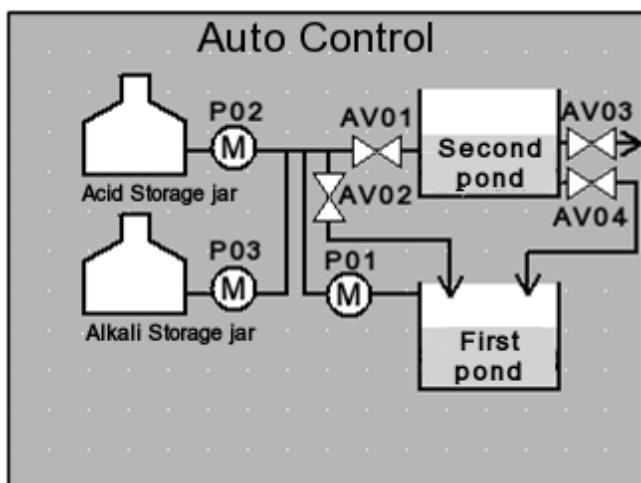 Auto Control
P02
AV01
AV03
M
Second
pond
Acid Storage jar
AV02
AV04
P03
P01
M
M
Alkali Storage jar
First
pond